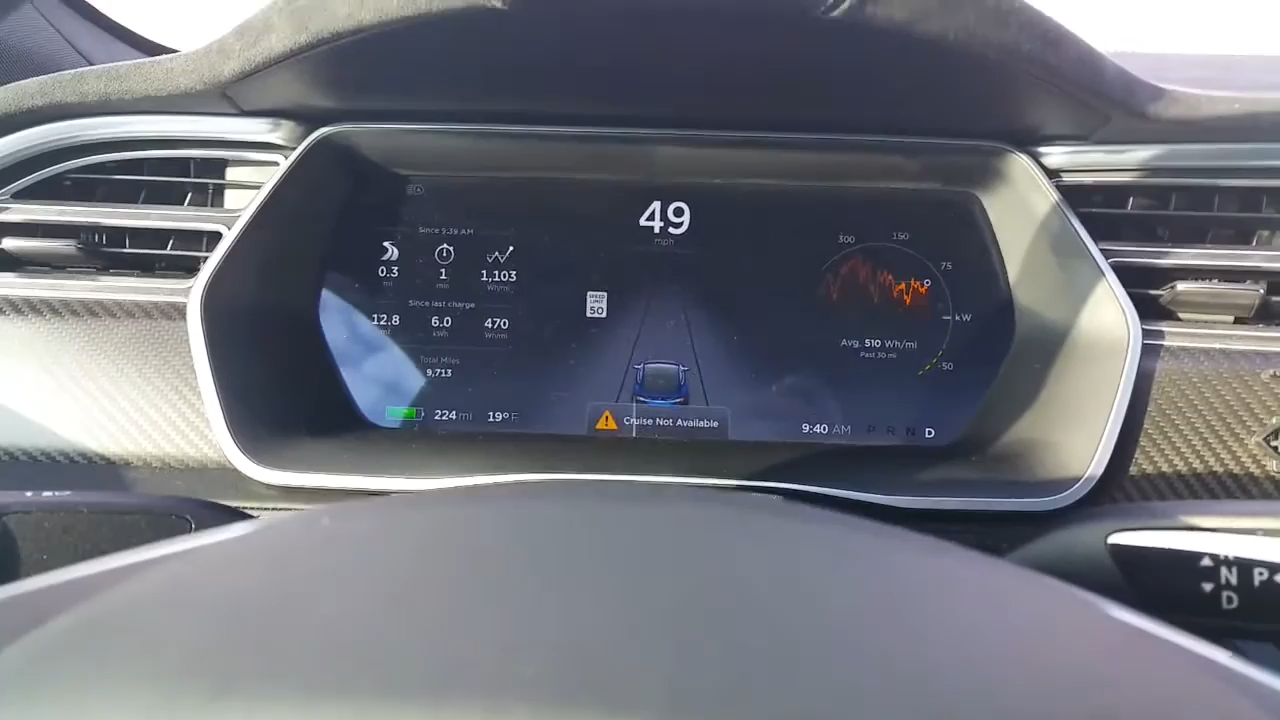 49
mph
Since 9:39 AM
0.3
mi
1
min
1,103
Wh/mi
Since last charge
12.8
mi
6.0
kWh
470
Wh/mi
Total Miles
9,713
224 mi
19° F
SPEED
LIMIT
50
Cruise Not Available
300
150
75
kW
-50
Avg. 510 Wh/mi
Past 30 mi
9:40 AM
P R N D
N P
D